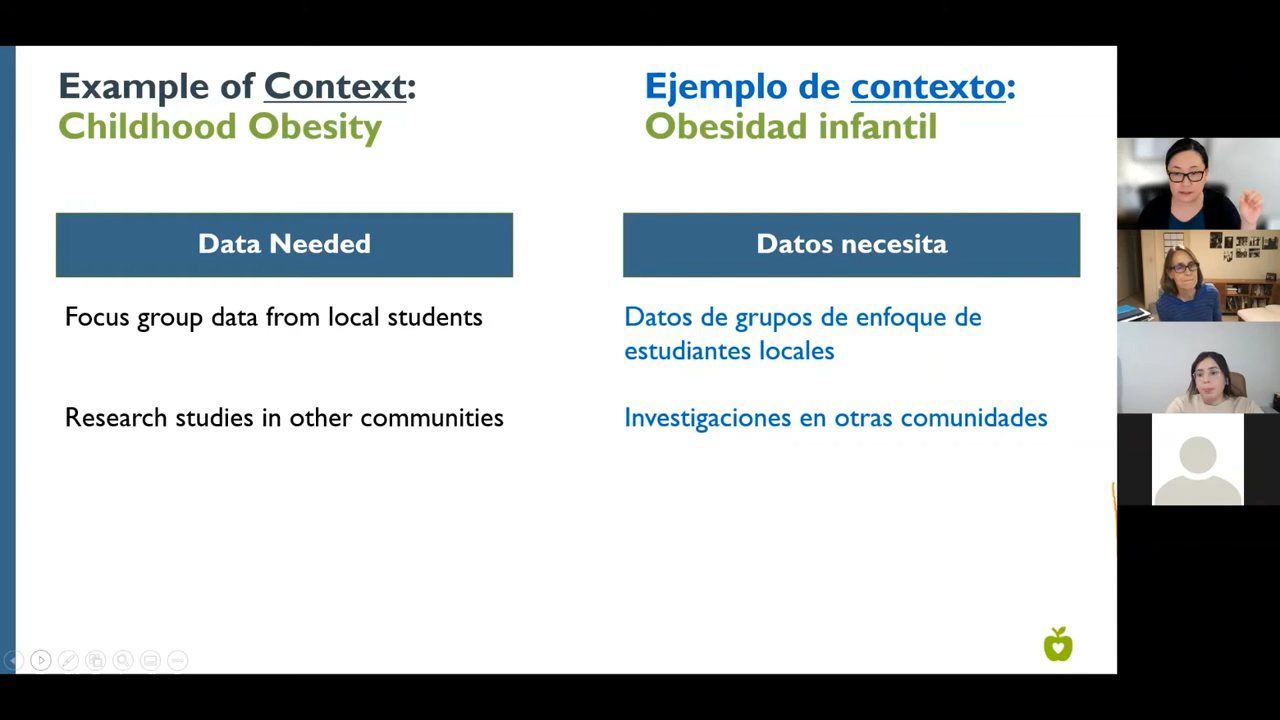 Example of Context:
Childhood Obesity
Data Needed
Focus group data from local students
Research studies in other communities
Ejemplo de contexto:
Obesidad infantil
Datos necesita
Datos de grupos de enfoque de
estudiantes locales
Investigaciones en otras comunidades